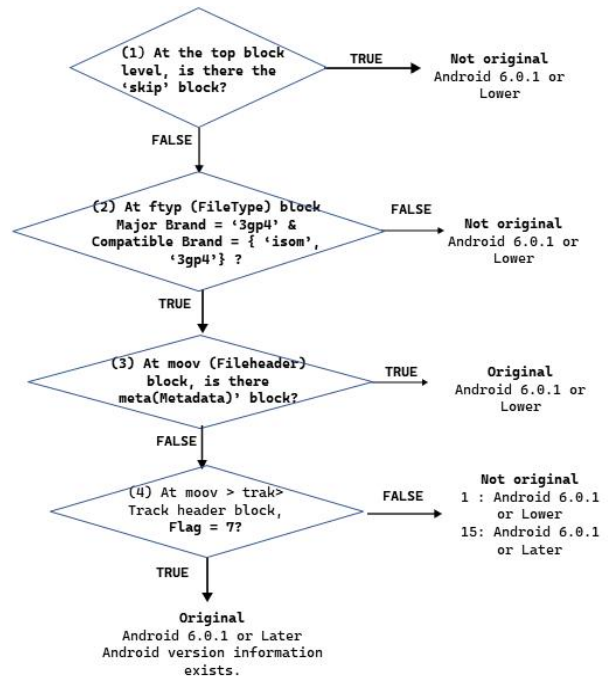 (1) At the top block
level, is there the
‘skip’ block?
TRUE
Not original
Android 6.0.1 or
Lower
FALSE
(2) At ftyp (FileType) block
Major Brand = ‘3gp4’ &
Compatible Brand = { ‘isom’,
‘3gp4’} ?
FALSE
Not original
Android 6.0.1 or
Lower
TRUE
(3) At moov (Fileheader)
block, is there
meta(Metadata)’ block?
TRUE
Original
Android 6.0.1 or
Lower
FALSE
(4) At moov > trak>
Track header block,
Flag = 7?
FALSE
Not original
1 : Android 6.0.1
or Lower
15: Android 6.0.1
or Later
TRUE
Original
Android 6.0.1 or Later
Android version information
exists.